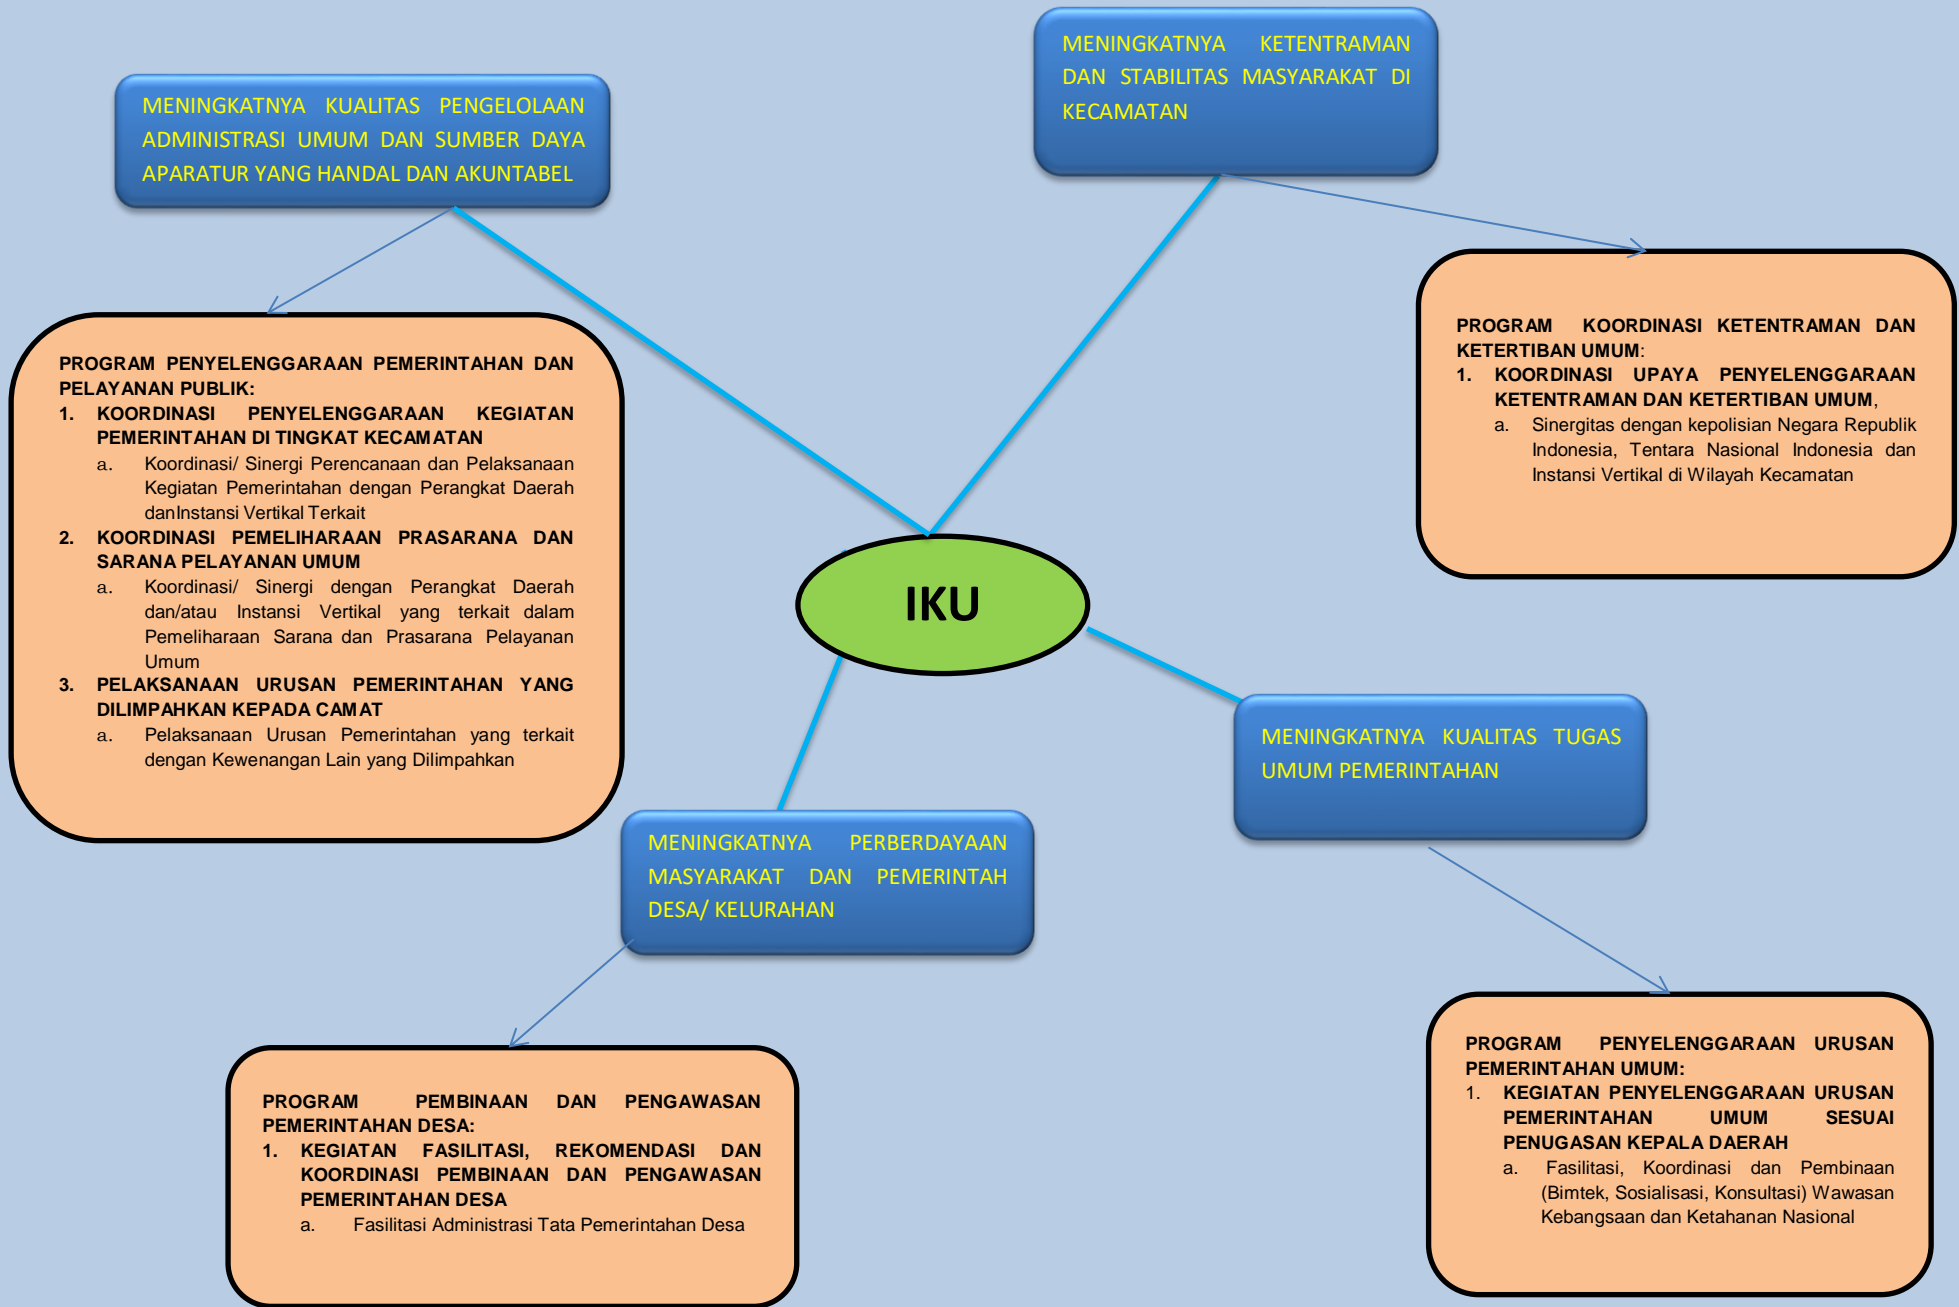 MENINGKATNYA KETENTRAMAN
DAN STABILITAS MASYARAKAT DI
KECAMATAN
MENINGKATNYA KUALITAS PENGELOLAAN
ADMINISTRASI UMUM DAN SUMBER DAYA
APARATUR YANG HANDAL DAN AKUNTABEL
PROGRAM PENYELENGGARAAN PEMERINTAHAN DAN
PELAYANAN PUBLIK:
1. KOORDINASI PENYELENGGARAAN KEGIATAN
PEMERINTAHAN DI TINGKAT KECAMATAN
a. Koordinasi/ Sinergi Perencanaan dan Pelaksanaan
Kegiatan Pemerintahan dengan Perangkat Daerah
danInstansi Vertikal Terkait
2. KOORDINASI PEMELIHARAAN PRASARANA DAN
SARANA PELAYANAN UMUM
a. Koordinasi/ Sinergi dengan Perangkat Daerah
dan/atau Instansi Vertikal yang terkait dalam
Pemeliharaan Sarana dan Prasarana Pelayanan
Umum
3. PELAKSANAAN URUSAN PEMERINTAHAN YANG
DILIMPAHKAN KEPADA CAMAT
a. Pelaksanaan Urusan Pemerintahan yang terkait
dengan Kewenangan Lain yang Dilimpahkan
PROGRAM KOORDINASI KETENTRAMAN DAN
KETERTIBAN UMUM:
1. KOORDINASI UPAYA PENYELENGGARAAN
KETENTRAMAN DAN KETERTIBAN UMUM,
a. Sinergitas dengan kepolisian Negara Republik
Indonesia, Tentara Nasional Indonesia dan
Instansi Vertikal di Wilayah Kecamatan
IKU
MENINGKATNYA KUALITAS TUGAS
UMUM PEMERINTAHAN
MENINGKATNYA PERBERDAYAAN
MASYARAKAT DAN PEMERINTAH
DESA/ KELURAHAN
PROGRAM PEMBINAAN DAN PENGAWASAN
PEMERINTAHAN DESA:
1. KEGIATAN FASILITASI, REKOMENDASI DAN
KOORDINASI PEMBINAAN DAN PENGAWASAN
PEMERINTAHAN DESA
a. Fasilitasi Administrasi Tata Pemerintahan Desa
PROGRAM PENYELENGGARAAN URUSAN
PEMERINTAHAN UMUM:
1. KEGIATAN PENYELENGGARAAN URUSAN
PEMERINTAHAN UMUM SESUAI
PENUGASAN KEPALA DAERAH
a. Fasilitasi, Koordinasi dan Pembinaan
(Bimtek, Sosialisasi, Konsultasi) Wawasan
Kebangsaan dan Ketahanan Nasional